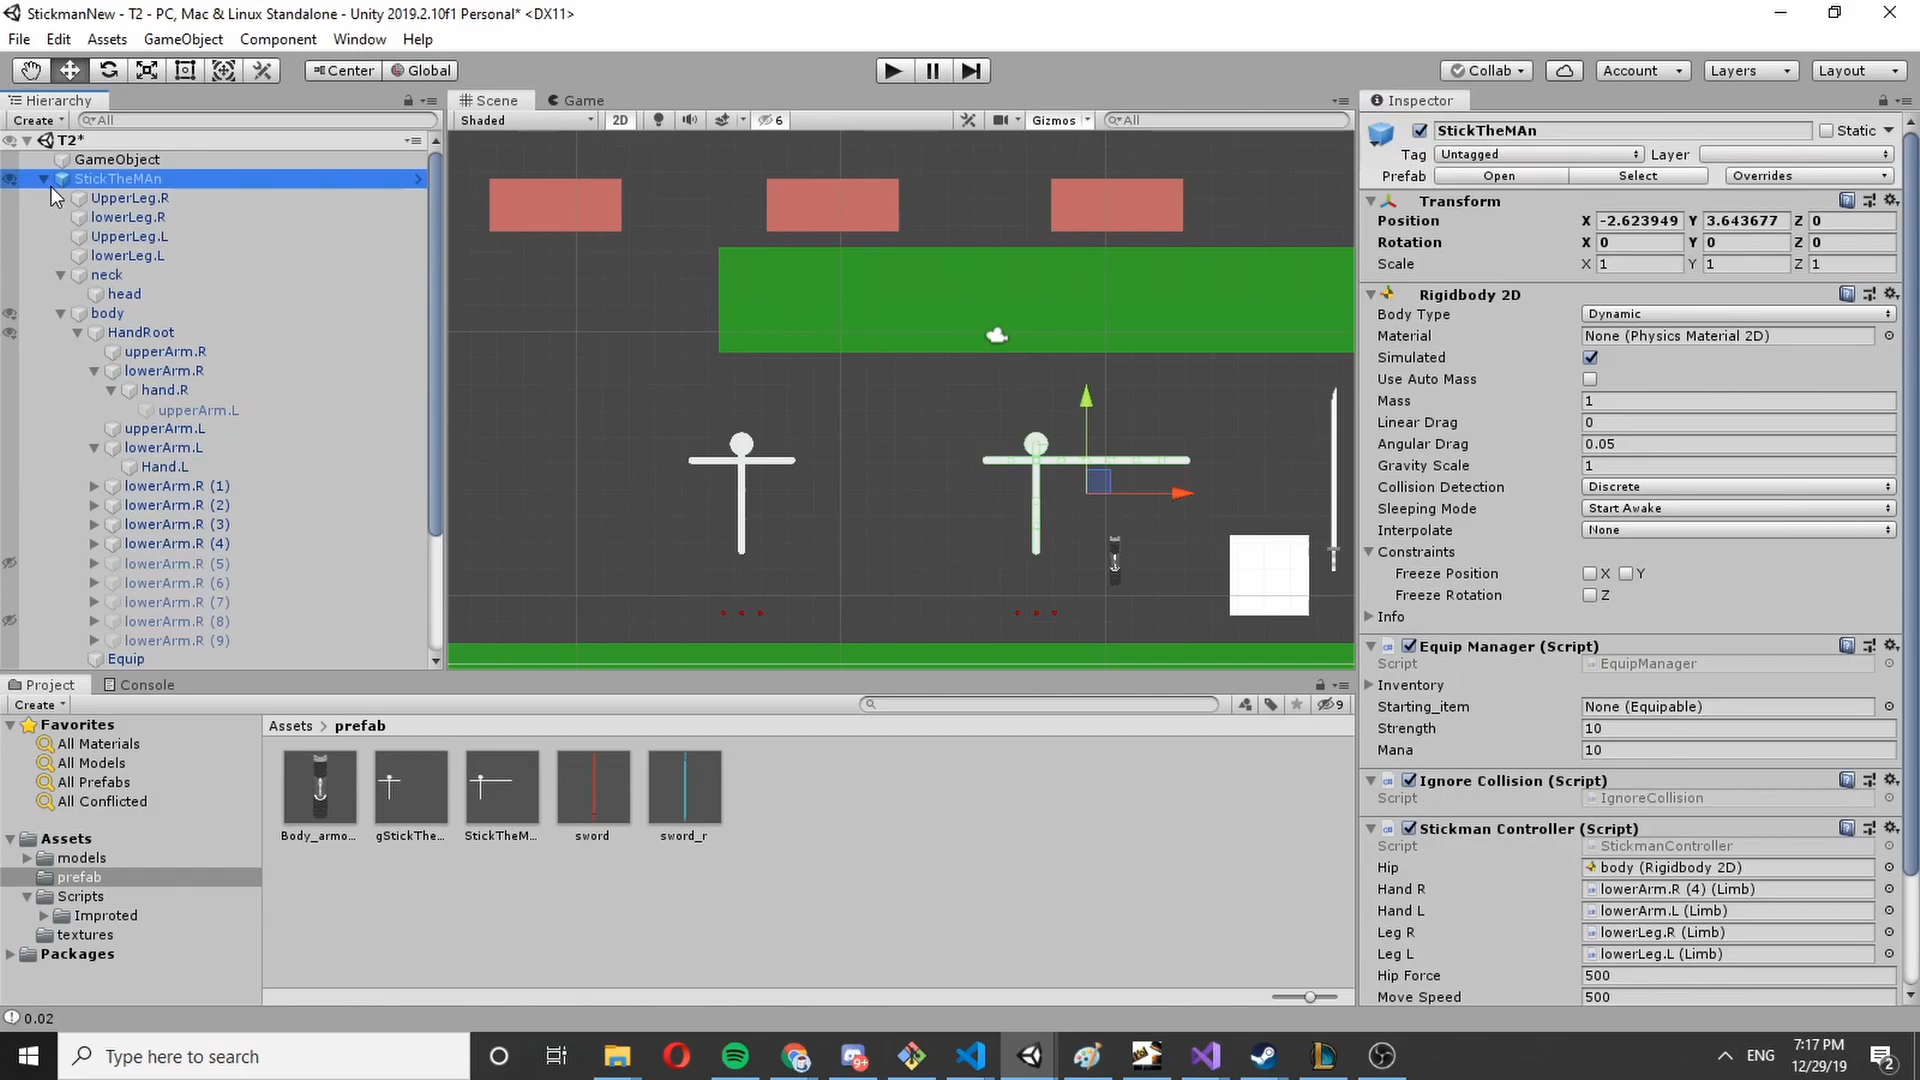 StickmanNew - T2 - PC, Mac & Linux Standalone - Unity 2019.2.10f1 Personal* <DX11>
File Edit Assets GameObject Component Window Help
Center Global Collab Account Layers Layout
Hierarchy
Create All
T2*
GameObject
StickTheMAn
UpperLeg.R
lowerLeg.R
UpperLeg.L
lowerLeg.L
neck
head
body
HandRoot
upperArm.R
lowerArm.R
hand.R
upperArm.L
upperArm.L
lowerArm.L
Hand.L
lowerArm.R (1)
lowerArm.R (2)
lowerArm.R (3)
lowerArm.R (4)
lowerArm.R (5)
lowerArm.R (6)
lowerArm.R (7)
lowerArm.R (8)
lowerArm.R (9)
Equip
Scene Game
Shaded 2D 6 Gizmos All
Inspector
StickTheMAn Static
Tag Untagged Layer
Prefab Open Select Overrides
Transform
Position X -2.623949 Y 3.643677 Z 0
Rotation X 0 Y 0 Z 0
Scale X 1 Y 1 Z 1
Rigidbody 2D
Body Type Dynamic
Material None (Physics Material 2D)
Simulated
Use Auto Mass
Mass 1
Linear Drag 0
Angular Drag 0.05
Gravity Scale 1
Collision Detection Discrete
Sleeping Mode Start Awake
Interpolate None
Constraints
Freeze Position X Y
Freeze Rotation Z
Info
Equip Manager (Script)
Script EquipManager
Inventory
Starting_item None (Equipable)
Strength 10
Mana 10
Ignore Collision (Script)
Script IgnoreCollision
Stickman Controller (Script)
Script StickmanController
Hip body (Rigidbody 2D)
Hand R lowerArm.R (4) (Limb)
Hand L lowerArm.L (Limb)
Leg R lowerLeg.R (Limb)
Leg L lowerLeg.L (Limb)
Hip Force 500
Move Speed 500
Project Console
Create 9
Favorites
All Materials
All Models
All Prefabs
All Conflicted
Assets
models
prefab
Scripts
Improted
textures
Packages
Assets > prefab
Body_armo... gStickThe... StickTheM... sword sword_r
0.02
Type here to search
9+
ENG
7:17 PM
12/29/19
2